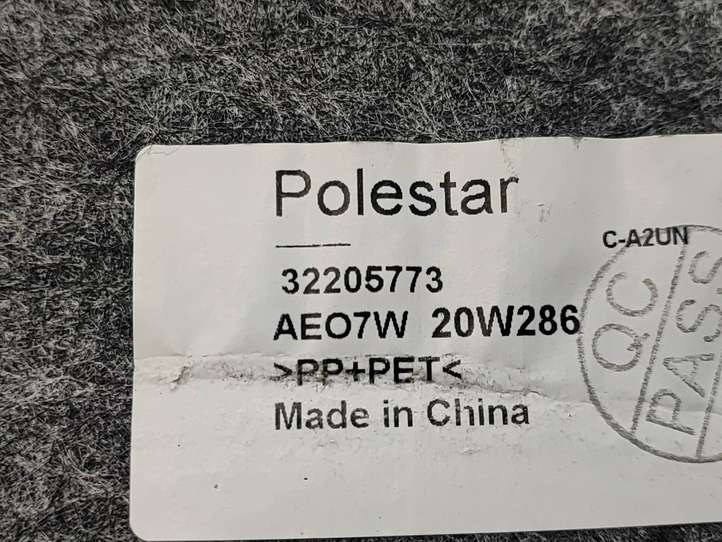 Polestar
C-A2UN
32205773
AEO7W 20W286
>PP+PET<
Made in China
QC
PASS